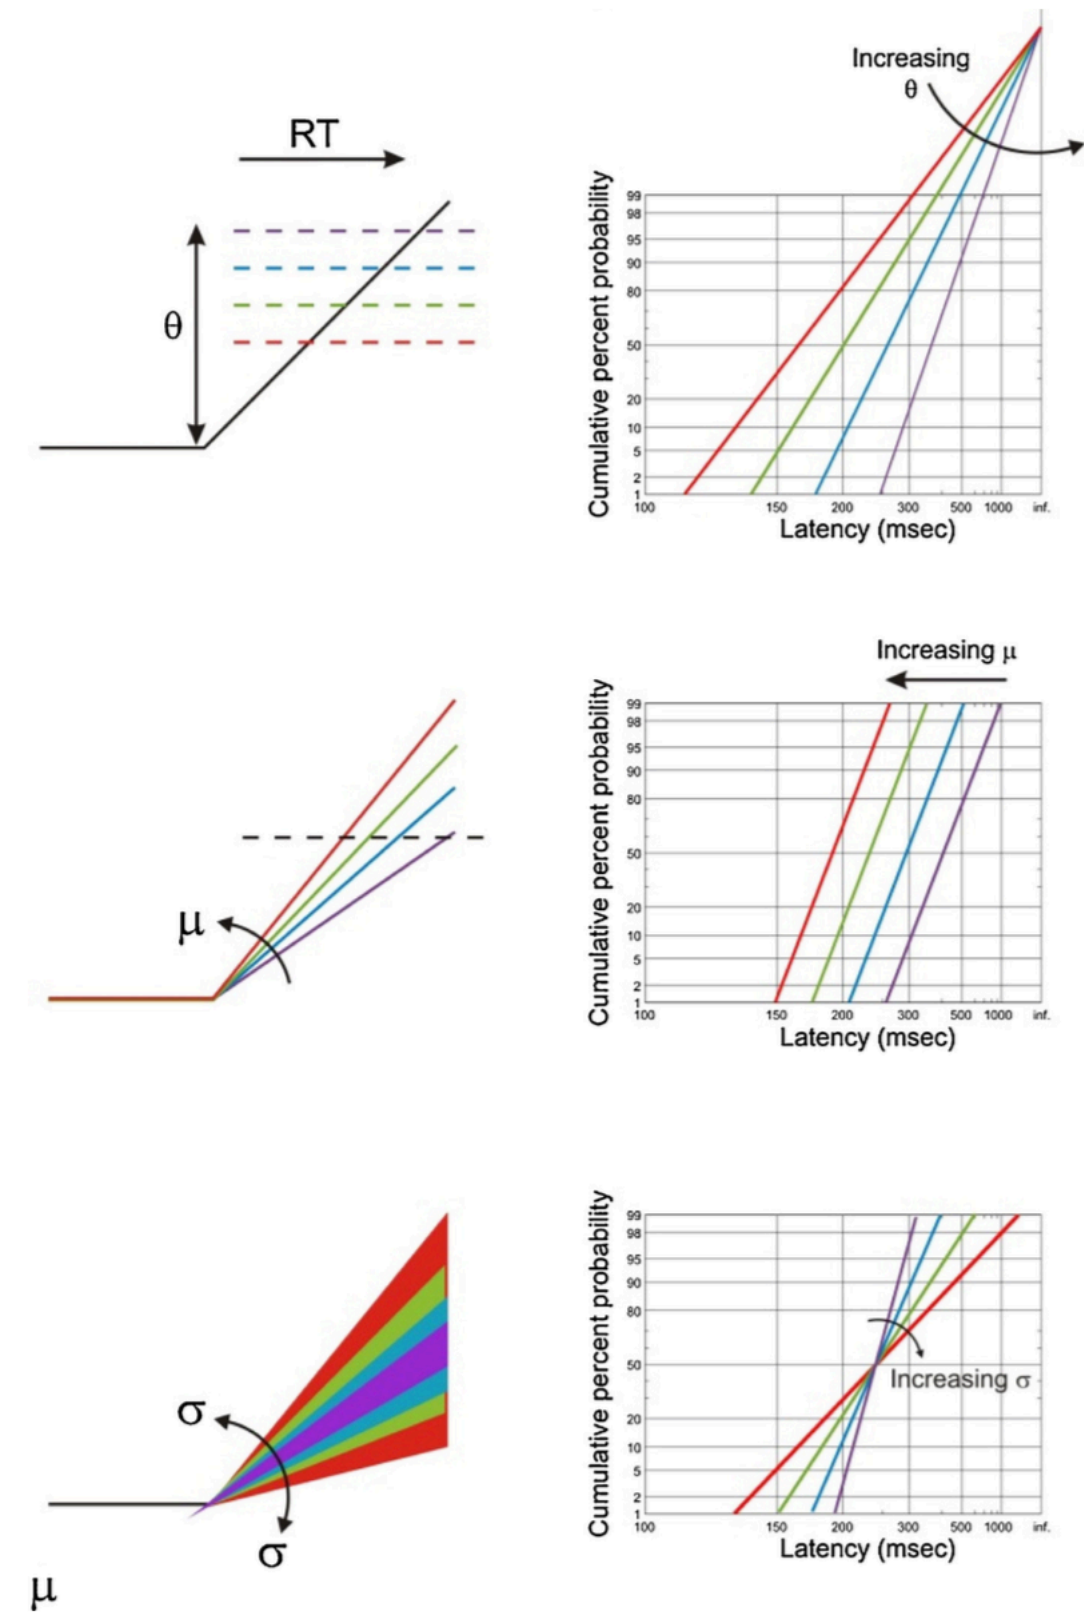 RT
θ
Increasing
θ
Cumulative percent probability
99
98
95
90
80
50
20
10
5
2
1
100 150 200 300 500 1000 inf.
Latency (msec)
μ
Increasing μ
Cumulative percent probability
99
98
95
90
80
50
20
10
5
2
1
100 150 200 300 500 1000 inf.
Latency (msec)
σ
σ
μ
Cumulative percent probability
99
98
95
90
80
50
20
10
5
2
1
Increasing σ
100 150 200 300 500 1000 inf.
Latency (msec)